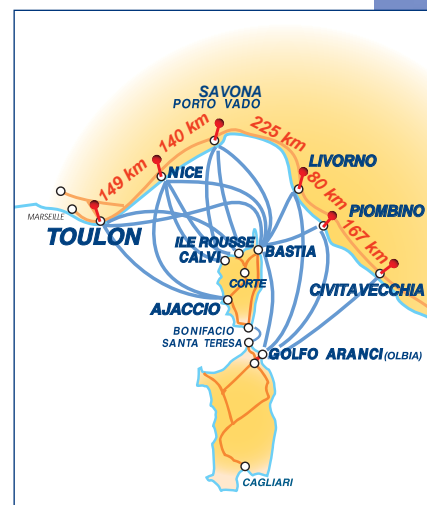 SAVONA
PORTO VADO
140 km
225 km
149 km
NICE
LIVORNO
80 km
MARSEILLE
TOULON
PIOMBINO
167 km
ILE ROUSSE
CALVI
BASTIA
CORTE
CIVITAVECCHIA
AJACCIO
BONIFACIO
SANTA TERESA
GOLFO ARANCI (OLBIA)
CAGLIARI